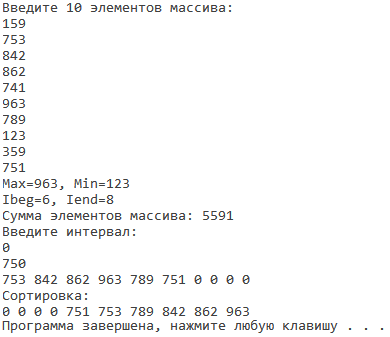 Введите 10 элементов массива:
159
753
842
862
741
963
789
123
359
751
Max=963, Min=123
Ibeg=6, Iend=8
Сумма элементов массива: 5591
Введите интервал:
0
750
753 842 862 963 789 751 0 0 0 0
Сортировка:
0 0 0 0 751 753 789 842 862 963
Программа завершена, нажмите любую клавишу . . .